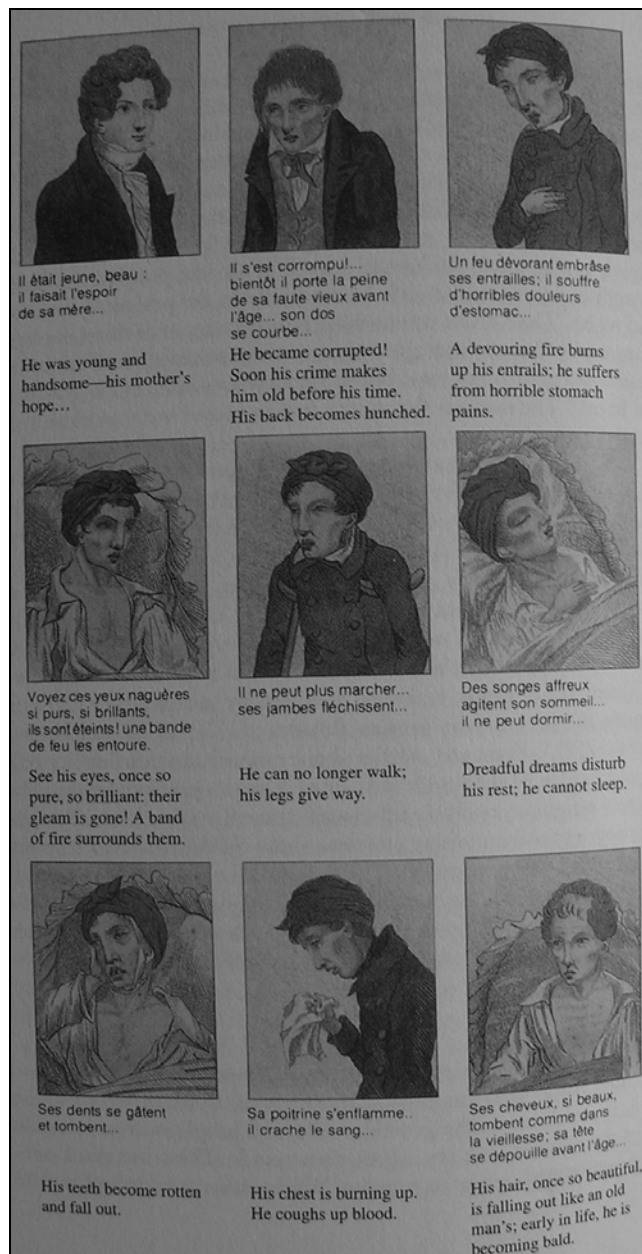 Il était jeune, beau :
il faisait l'espoir
de sa mère...
He was young and
handsome—his mother's
hope...
Il s'est corrompu!...
bientôt il porte la peine
de sa faute vieux avant
l'âge... son dos
se courbe...
He became corrupted!
Soon his crime makes
him old before his time.
His back becomes hunched.
Un feu dévorant embrâse
ses entrailles; il souffre
d'horribles douleurs
d'estomac...
A devouring fire burns
up his entrails; he suffers
from horrible stomach
pains.
Voyez ces yeux naguères
si purs, si brillants,
ils sont éteints! une bande
de feu les entoure.
See his eyes, once so
pure, so brilliant: their
gleam is gone! A band
of fire surrounds them.
Il ne peut plus marcher...
ses jambes fléchissent...
He can no longer walk;
his legs give way.
Des songes affreux
agitent son sommeil...
il ne peut dormir...
Dreadful dreams disturb
his rest; he cannot sleep.
Ses dents se gâtent
et tombent...
His teeth become rotten
and fall out.
Sa poitrine s'enflamme..
il crache le sang...
His chest is burning up.
He coughs up blood.
Ses cheveux, si beaux,
tombent comme dans
la vieillesse; sa tête
se dépouille avant l'âge...
His hair, once so beautiful,
is falling out like an old
man's; early in life, he is
becoming bald.